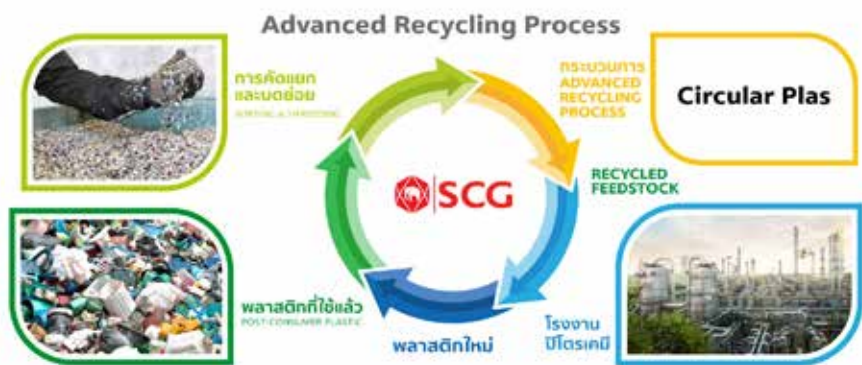 Advanced Recycling Process
การคัดแยก
และบดย่อย
SORTING & SHREDDING
กระบวนการ
ADVANCED
RECYCLING
PROCESS
Circular Plas
RECYCLED
FEEDSTOCK
SCG
พลาสติกที่ใช้แล้ว
POST-CONSUMER PLASTIC
พลาสติกใหม่
โรงงาน
ปิโตรเคมี